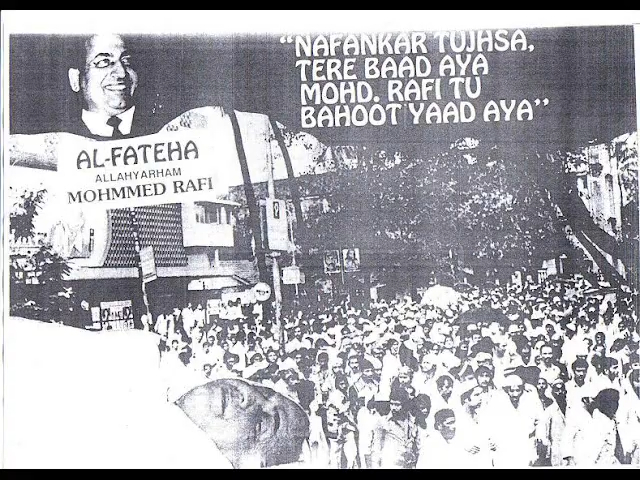 “NAFANKAR TUJHSA,
TERE BAAD AYA
MOHD. RAFI TU
BAHOOT YAAD AYA”
AL-FATEHA
ALLAHYARHAM
MOHMMED RAFI